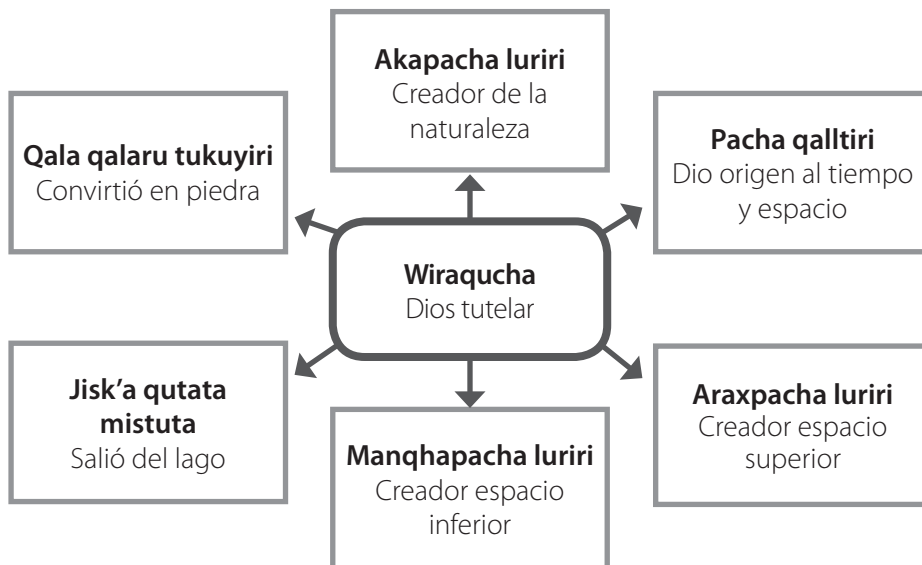 Akapacha luriri
Creador de la
naturaleza
Qala qalaru tukuyiri
Convirtió en piedra
Pacha qalltiri
Dio origen al tiempo
y espacio
Wiraqucha
Dios tutelar
Jisk'a qutata
mistuta
Salió del lago
Manqhapacha luriri
Creador espacio
inferior
Araxpacha luriri
Creador espacio
superior